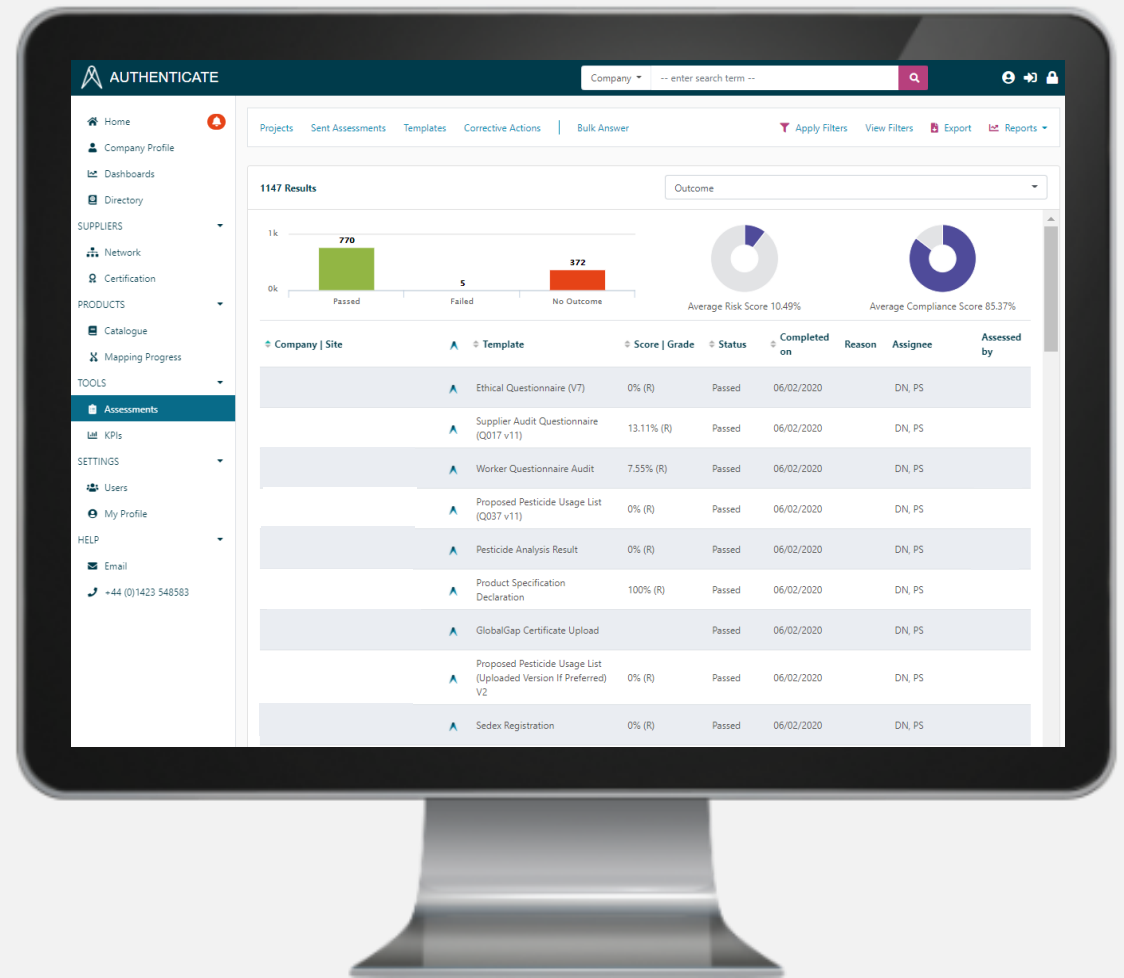 AUTHENTICATE
Company
-- enter search term --
Home
Company Profile
Dashboards
Directory
SUPPLIERS
Network
Certification
PRODUCTS
Catalogue
Mapping Progress
TOOLS
Assessments
KPIs
SETTINGS
Users
My Profile
HELP
Email
+44 (0)1423 548583
Projects Sent Assessments Templates Corrective Actions Bulk Answer Apply Filters View Filters Export Reports
1147 Results Outcome
1k
770
372
5
0k
Passed Failed No Outcome
Average Risk Score 10.49% Average Compliance Score 85.37%
Company | Site Template Score | Grade Status Completed on Reason Assignee Assessed by
Ethical Questionnaire (V7) 0% (R) Passed 06/02/2020 DN, PS
Supplier Audit Questionnaire
(Q017 v11) 13.11% (R) Passed 06/02/2020 DN, PS
Worker Questionnaire Audit 7.55% (R) Passed 06/02/2020 DN, PS
Proposed Pesticide Usage List
(Q037 v11) 0% (R) Passed 06/02/2020 DN, PS
Pesticide Analysis Result 0% (R) Passed 06/02/2020 DN, PS
Product Specification
Declaration 100% (R) Passed 06/02/2020 DN, PS
GlobalGap Certificate Upload Passed 06/02/2020 DN, PS
Proposed Pesticide Usage List
(Uploaded Version If Preferred) 0% (R) Passed 06/02/2020 DN, PS
V2
Sedex Registration 0% (R) Passed 06/02/2020 DN, PS